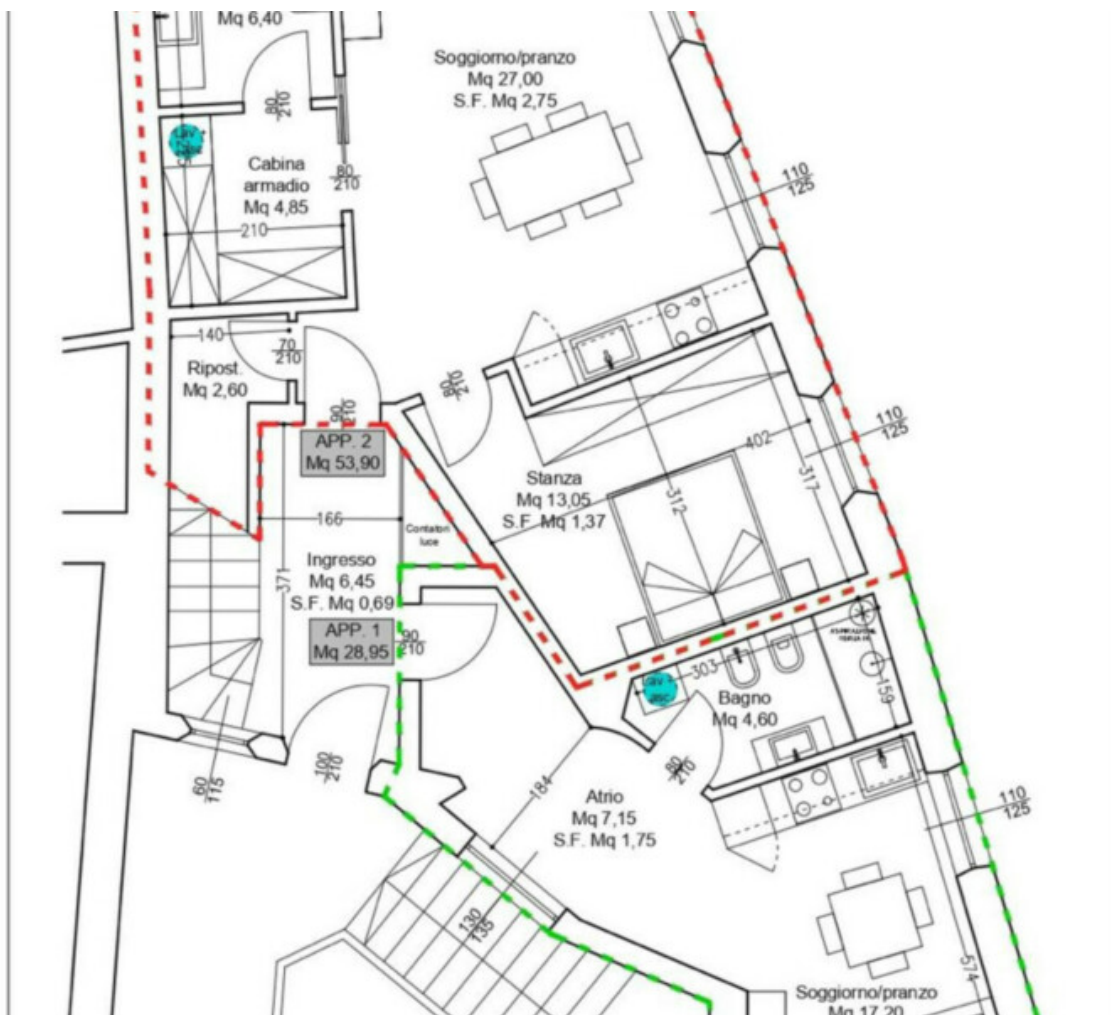 Mq 6,40
Soggiorno/pranzo
Mq 27,00
S.F. Mq 2,75
80
210
Cabina
armadio
Mq 4,85
80
210
210
110
125
140
70
210
Ripost.
Mq 2,60
90
210
80
210
APP. 2
Mq 53,90
402
110
125
317
312
Stanza
Mq 13,05
S.F. Mq 1,37
166
Contatori
luce
371
Ingresso
Mq 6,45
S.F. Mq 0,69
APP. 1
Mq 28,95
90
210
303
Bagno
Mq 4,60
159
80
210
60
115
100
210
184
Atrio
Mq 7,15
S.F. Mq 1,75
110
125
130
135
574
Soggiorno/pranzo
Mq 17,20